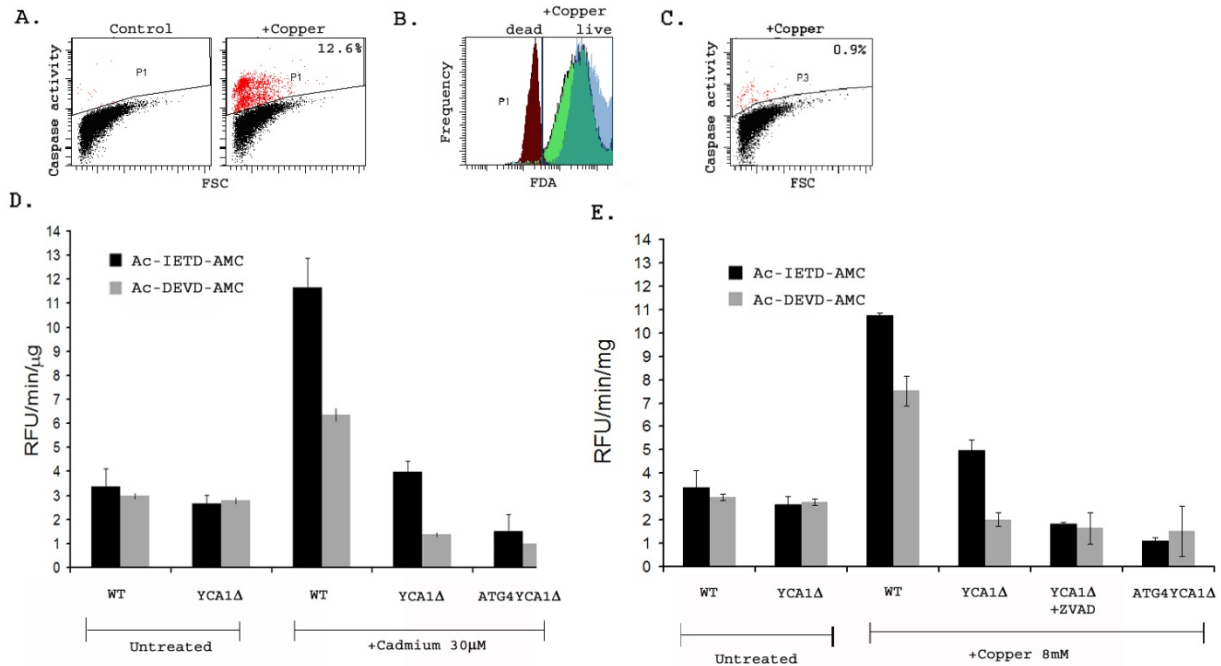 A.
Control
+Copper
12.6%
P1
P1
Caspase activity
FSC
B.
+Copper
dead live
P1
Frequency
FDA
C.
+Copper
0.9%
P3
Caspase activity
FSC
D.
14
13
12
11
10
9
8
7
6
5
4
3
2
1
0
RFU/min/μg
Ac-IETD-AMC
Ac-DEVD-AMC
WT YCA1Δ WT YCA1Δ ATG4YCA1Δ
Untreated +Cadmium 30μM
E.
14
13
12
11
10
9
8
7
6
5
4
3
2
1
0
RFU/min/mg
Ac-IETD-AMC
Ac-DEVD-AMC
WT YCA1Δ WT YCA1Δ YCA1Δ ATG4YCA1Δ
+ZVAD
Untreated +Copper 8mM